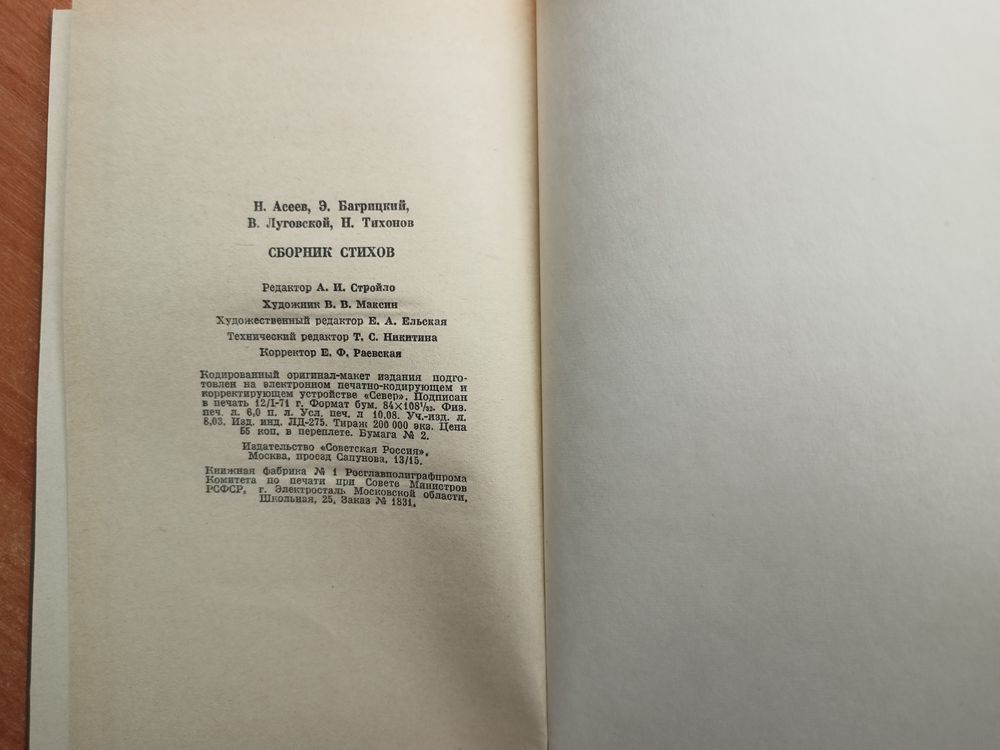 Н. Асеев, Э. Багрицкий,
В. Луговской, Н. Тихонов
СБОРНИК СТИХОВ
Редактор А. И. Стройло
Художник В. В. Максин
Художественный редактор Е. А. Ельская
Технический редактор Т. С. Никитина
Корректор Е. Ф. Раевская
Кодированный оригинал-макет издания подго-
товлен на электронном печатно-кодирующем и
корректирующем устройстве «Север». Подписан
в печать 12/I-71 г. Формат бум. 84×108¹/₃₂. Физ.
печ. л. 6,0 п. л. Усл. печ. л 10.08. Уч.-изд. л.
8,03. Изд. инд. ЛД-275. Тираж 200 000 экз. Цена
55 коп. в переплете. Бумага № 2.
Издательство «Советская Россия».
Москва, проезд Сапунова, 13/15.
Книжная фабрика № 1 Росглавполиграфпрома
Комитета по печати при Совете Министров
РСФСР, г. Электросталь Московской области,
Школьная, 25. Заказ № 1831.